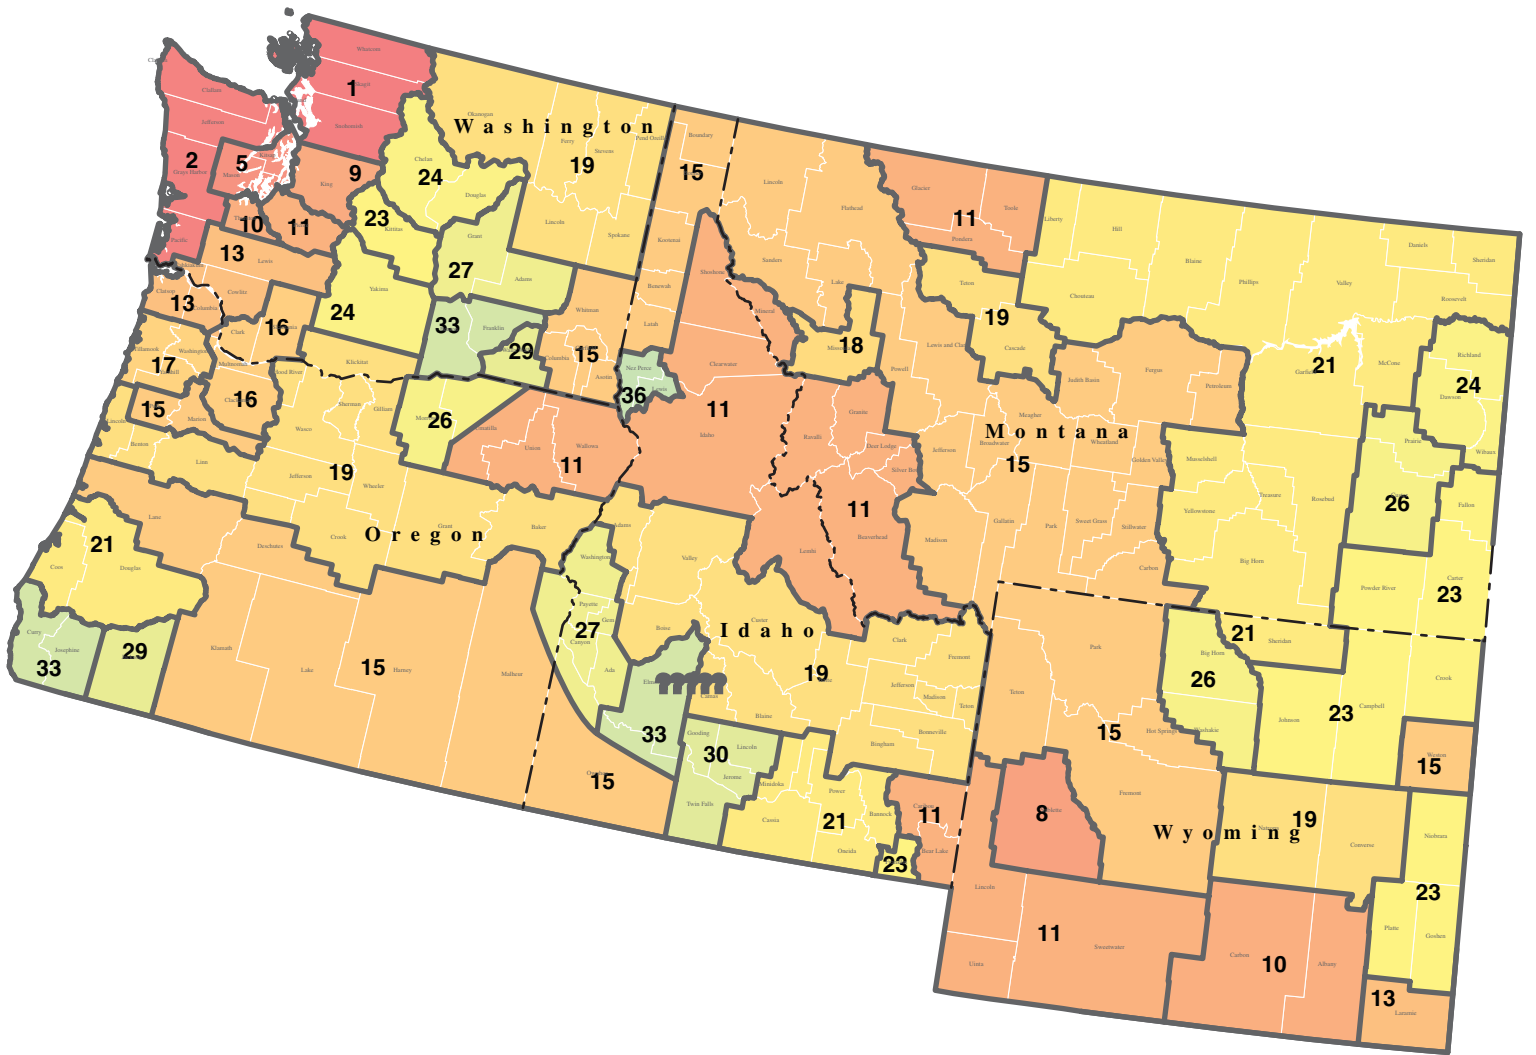 Washington
Oregon
Idaho
Montana
Wyoming
1
2
5
9
10
11
13
24
23
19
27
24
33
29
15
16
13
17
15
16
26
19
11
21
33
29
15
15
36
11
27
33
30
15
19
21
23
11
11
11
18
19
15
21
24
26
23
21
26
23
15
15
8
19
23
11
10
13
Whatcom
Skagit
Snohomish
Clallam
Jefferson
Grays Harbor
Mason
Kitsap
King
Pacific
Lewis
Cowlitz
Clark
Klickitat
Yakima
Kittitas
Chelan
Douglas
Okanogan
Ferry
Stevens
Pend Oreille
Lincoln
Spokane
Grant
Adams
Franklin
Whitman
Columbia
Asotin
Clatsop
Columbia
Tillamook
Washington
Yamhill
Multnomah
Hood River
Marion
Lincoln
Benton
Linn
Wasco
Sherman
Gilliam
Jefferson
Wheeler
Crook
Grant
Baker
Union
Wallowa
Umatilla
Lane
Deschutes
Coos
Douglas
Curry
Josephine
Klamath
Lake
Harney
Malheur
Boundary
Kootenai
Benewah
Latah
Shoshone
Clearwater
Nez Perce
Lewis
Idaho
Adams
Valley
Washington
Payette
Gem
Canyon
Ada
Boise
Custer
Lemhi
Camas
Blaine
Gooding
Lincoln
Jerome
Twin Falls
Minidoka
Cassia
Power
Bannock
Oneida
Caribou
Bear Lake
Bingham
Bonneville
Clark
Fremont
Jefferson
Madison
Teton
Lincoln
Flathead
Sanders
Lake
Mineral
Powell
Granite
Ravalli
Deer Lodge
Silver Bow
Beaverhead
Madison
Jefferson
Broadwater
Lewis and Clark
Glacier
Toole
Pondera
Teton
Cascade
Liberty
Hill
Chouteau
Blaine
Phillips
Valley
Daniels
Sheridan
Roosevelt
Richland
McCone
Dawson
Wibaux
Prairie
Fallon
Carter
Powder River
Rosebud
Treasure
Big Horn
Yellowstone
Musselshell
Golden Valley
Wheatland
Meagher
Judith Basin
Fergus
Petroleum
Gallatin
Park
Sweet Grass
Stillwater
Carbon
Park
Teton
Big Horn
Washakie
Hot Springs
Fremont
Sheridan
Johnson
Campbell
Crook
Weston
Converse
Niobrara
Platte
Goshen
Laramie
Albany
Carbon
Sweetwater
Lincoln
Uinta